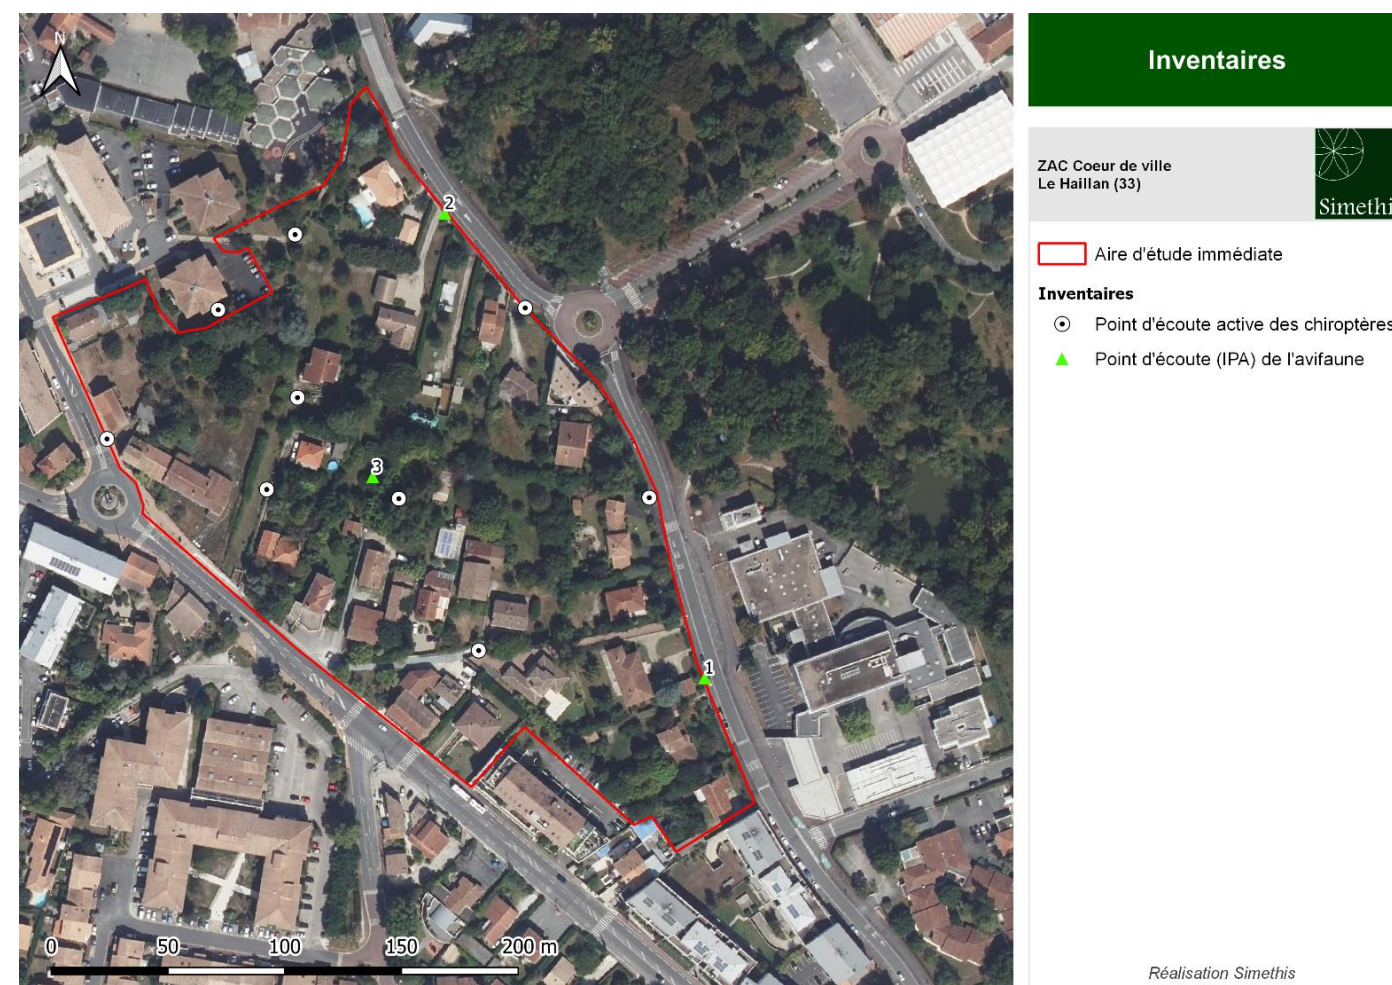 N
Inventaires
ZAC Coeur de ville
Le Haillan (33)
Simethi
Aire d'étude immédiate
Inventaires
Point d'écoute active des chiroptères
Point d'écoute (IPA) de l'avifaune
2
3
1
0 50 100 150 200 m
Réalisation Simethis